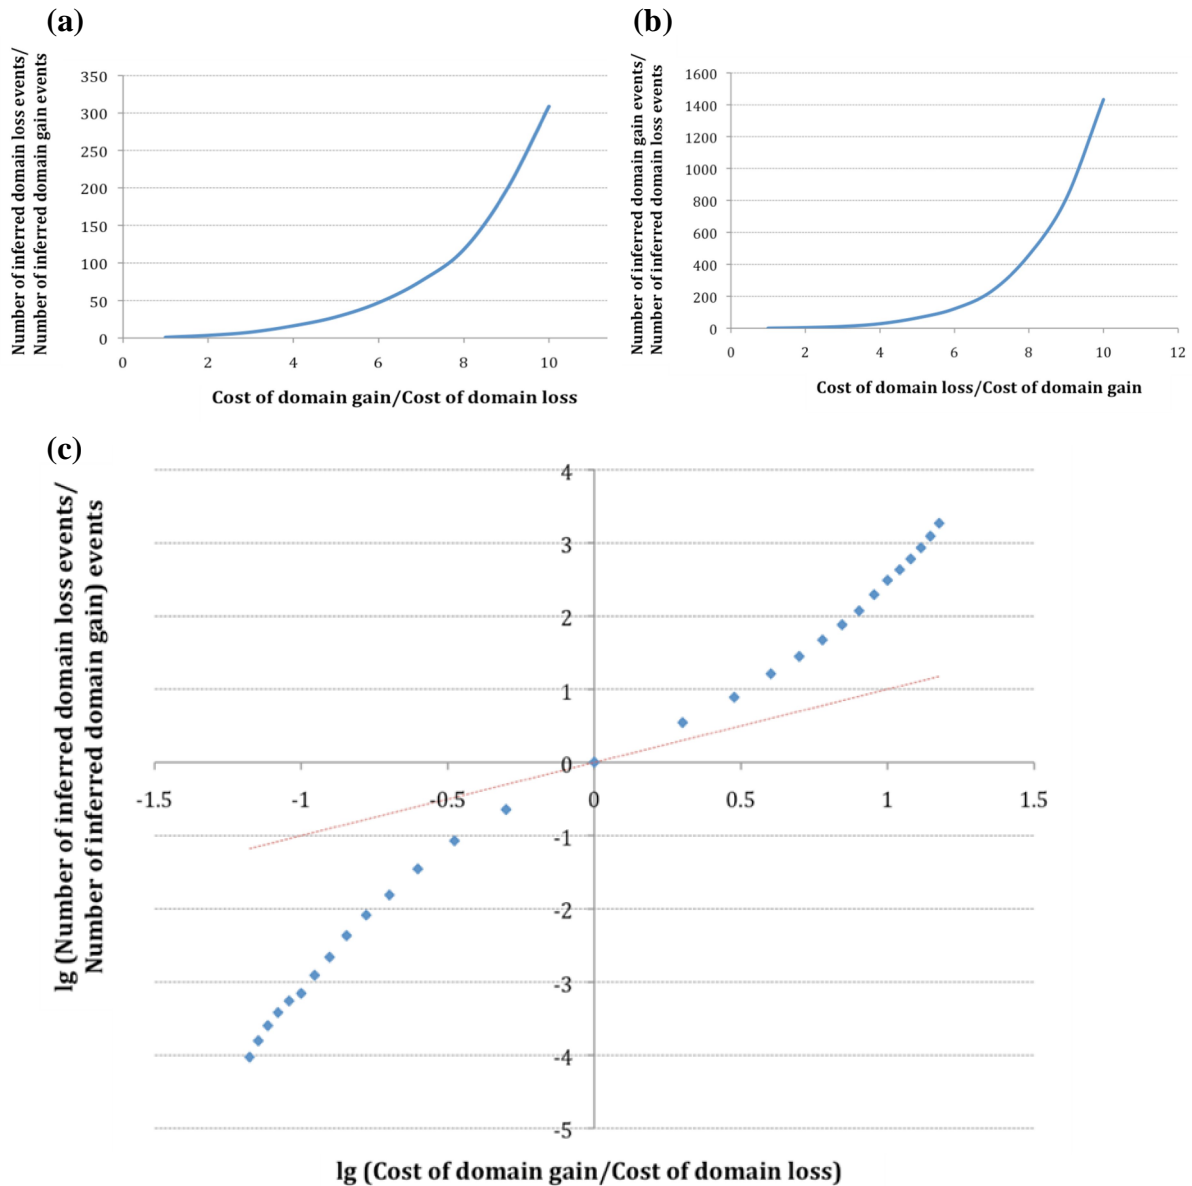 (a)
Number of inferred domain loss events/
Number of inferred domain gain events
350
300
250
200
150
100
50
0
0 2 4 6 8 10
Cost of domain gain/Cost of domain loss
(b)
Number of inferred domain gain events/
Number of inferred domain loss events
1600
1400
1200
1000
800
600
400
200
0
0 2 4 6 8 10 12
Cost of domain loss/Cost of domain gain
(c)
lg (Number of inferred domain loss events/
Number of inferred domain gain) events
4
3
2
1
0
-1
-2
-3
-4
-5
-1.5 -1 -0.5 0 0.5 1 1.5
lg (Cost of domain gain/Cost of domain loss)